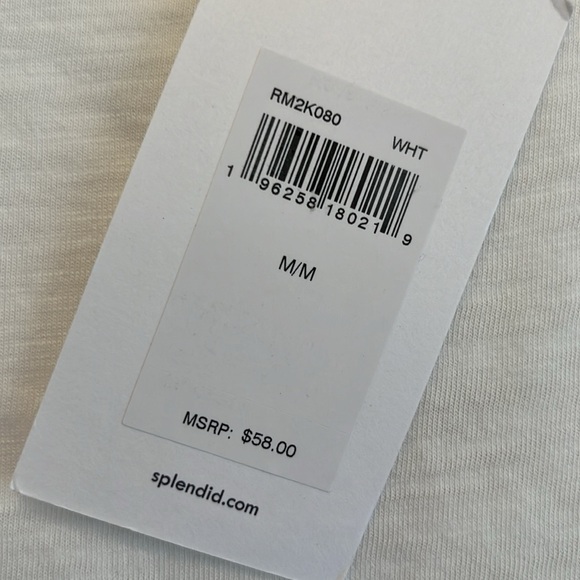 RM2K080
WHT
1 96258 18021 9
M/M
MSRP: $58.00
splendid.com